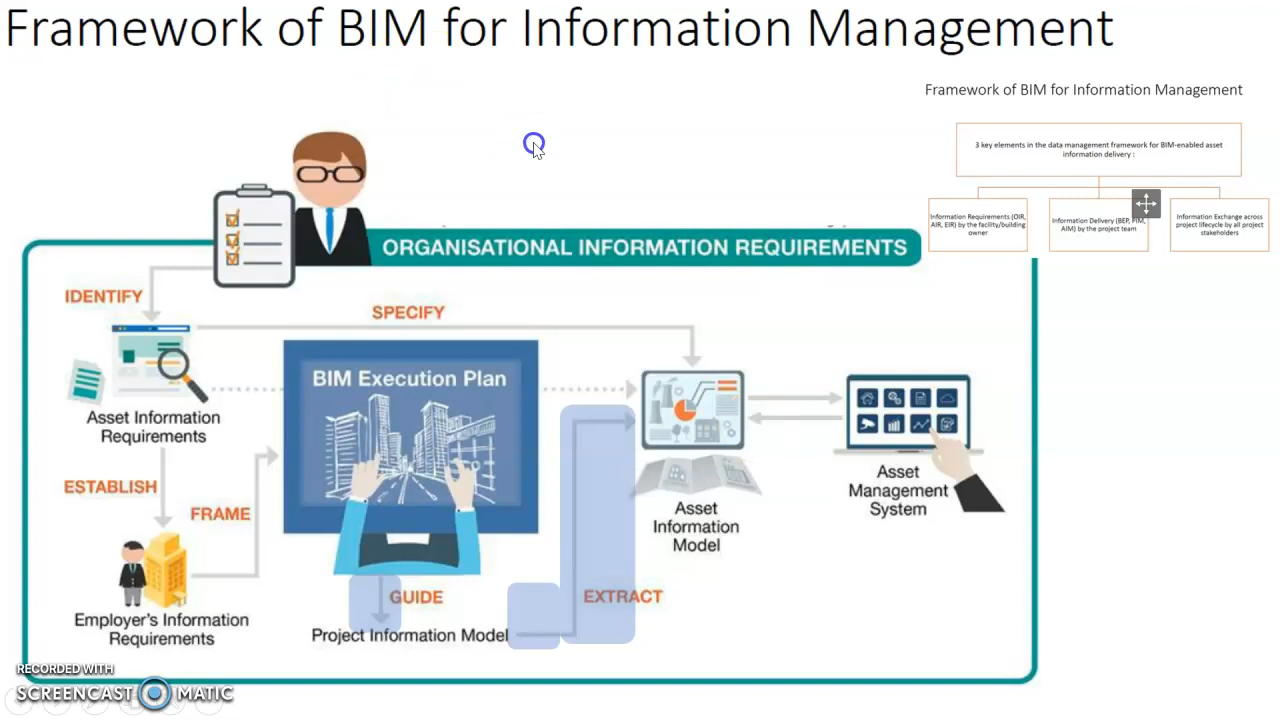 Framework of BIM for Information Management
Framework of BIM for Information Management
3 key elements in the data management framework for BIM-enabled asset
information delivery :
Information Requirements (OIR,
AIR, EIR) by the facility/building
owner
Information Delivery (BEP, PIM,
AIM) by the project team
Information Exchange across
project lifecycle by all project
stakeholders
ORGANISATIONAL INFORMATION REQUIREMENTS
IDENTIFY
SPECIFY
BIM Execution Plan
Asset Information
Requirements
ESTABLISH
FRAME
Asset
Management
System
Asset
Information
Model
GUIDE
EXTRACT
Employer's Information
Requirements
Project Information Model
RECORDED WITH
SCREENCAST MATIC